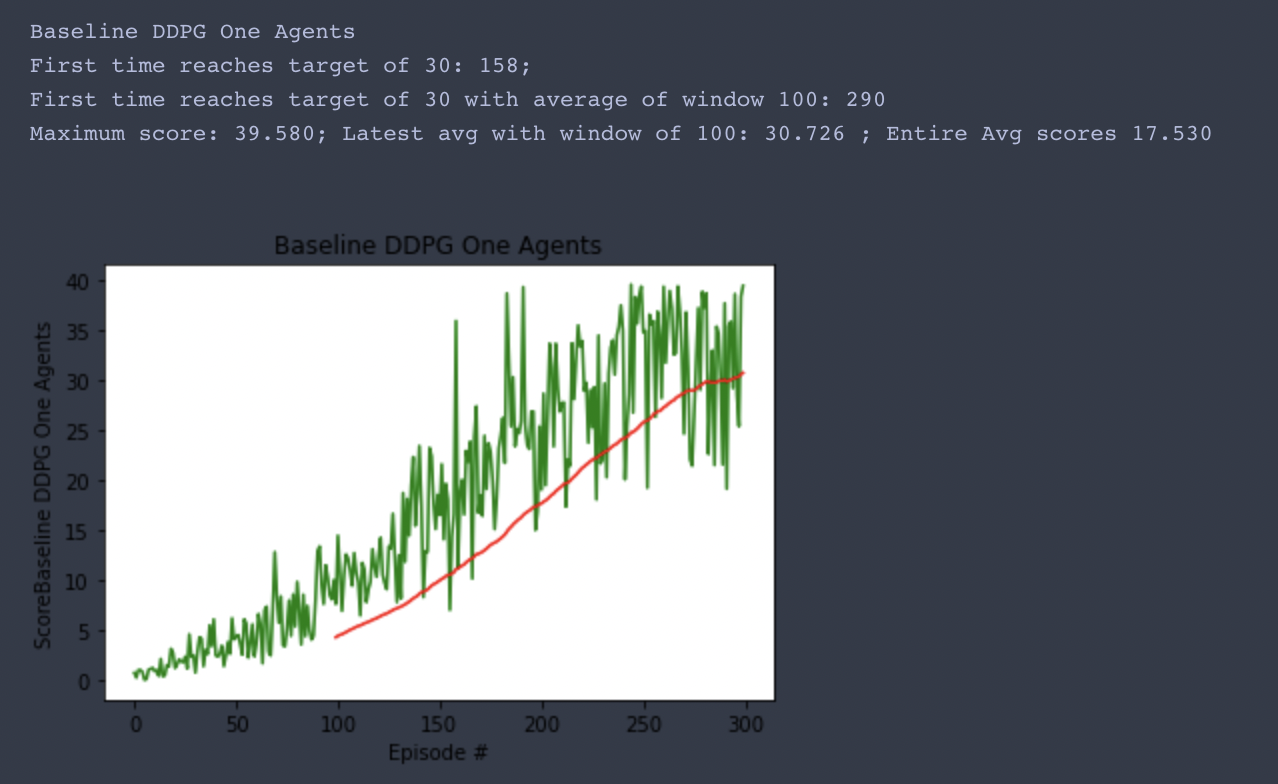 Baseline DDPG One Agents
First time reaches target of 30: 158;
First time reaches target of 30 with average of window 100: 290
Maximum score: 39.580; Latest avg with window of 100: 30.726 ; Entire Avg scores 17.530
Baseline DDPG One Agents
ScoreBaseline DDPG One Agents
40
35
30
25
20
15
10
5
0
0 50 100 150 200 250 300
Episode #